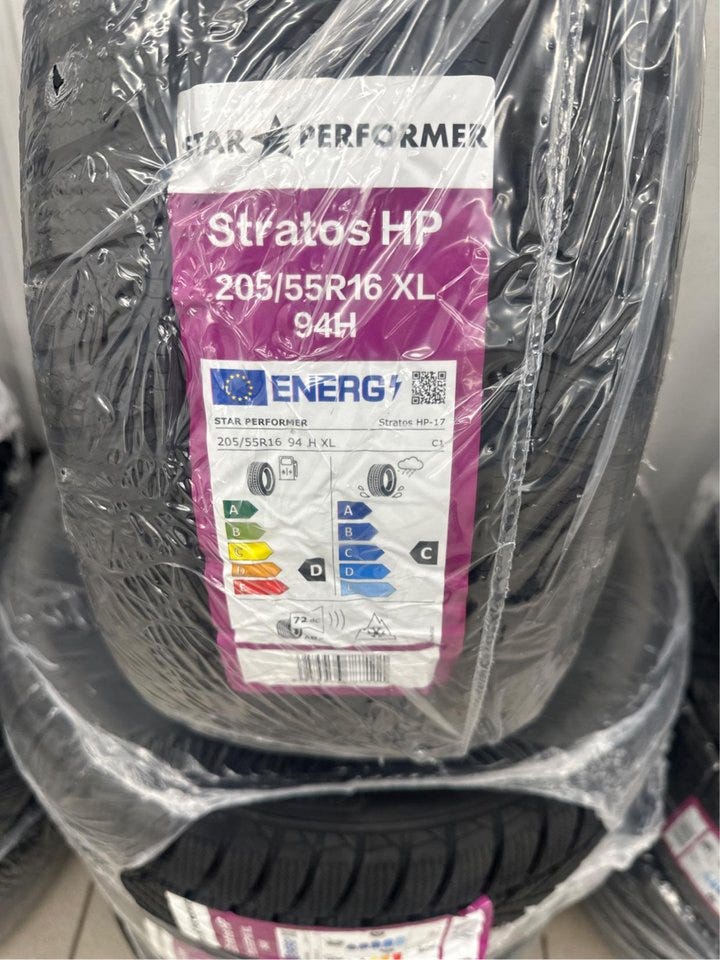 STAR PERFORMER
Stratos HP
205/55R16 XL
94H
ENERG
STAR PERFORMER Stratos HP-17
205/55R16 94 H XL C1
A A
B B
C C C
D D D
E
72 dB